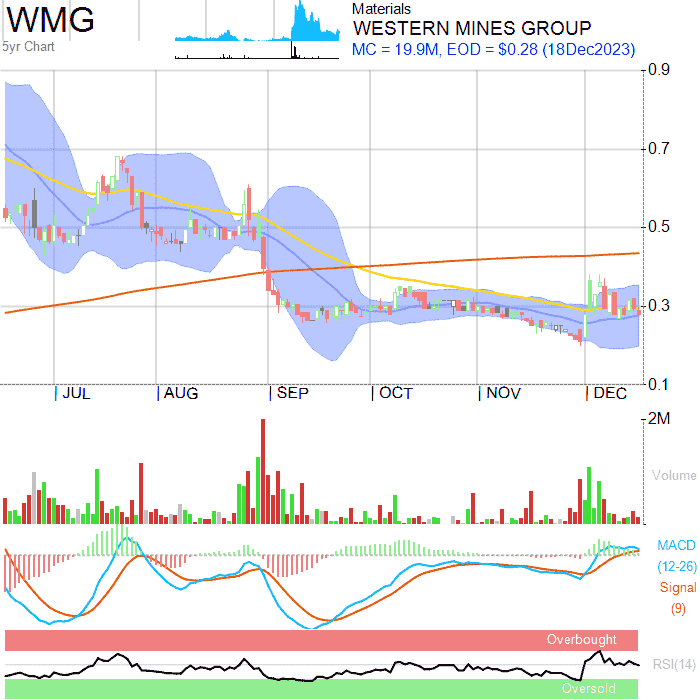 WMG
5yr Chart
Materials
WESTERN MINES GROUP
MC = 19.9M, EOD = $0.28 (18Dec2023)
0.9
0.7
0.5
0.3
0.1
JUL AUG SEP OCT NOV DEC
2M
Volume
MACD
(12-26)
Signal
(9)
Overbought
RSI(14)
Oversold